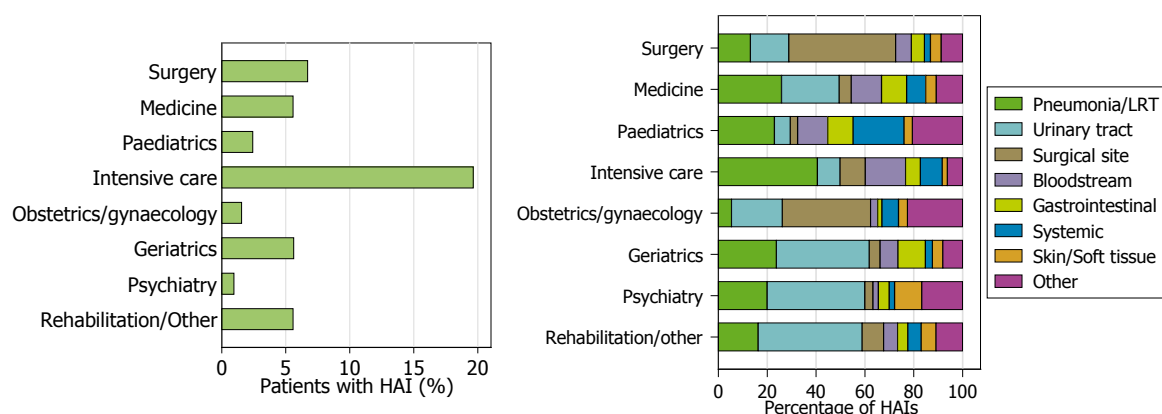 Surgery
Medicine
Paediatrics
Intensive care
Obstetrics/gynaecology
Geriatrics
Psychiatry
Rehabilitation/Other
0 5 10 15 20
Patients with HAI (%)
Surgery
Medicine
Paediatrics
Intensive care
Obstetrics/gynaecology
Geriatrics
Psychiatry
Rehabilitation/other
0 20 40 60 80 100
Percentage of HAIs
Pneumonia/LRT
Urinary tract
Surgical site
Bloodstream
Gastrointestinal
Systemic
Skin/Soft tissue
Other